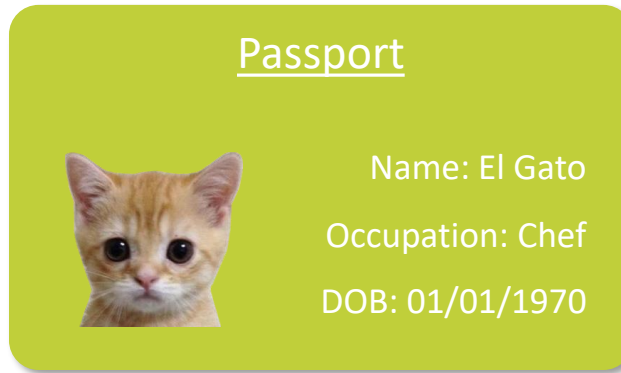 Passport
Name: El Gato
Occupation: Chef
DOB: 01/01/1970